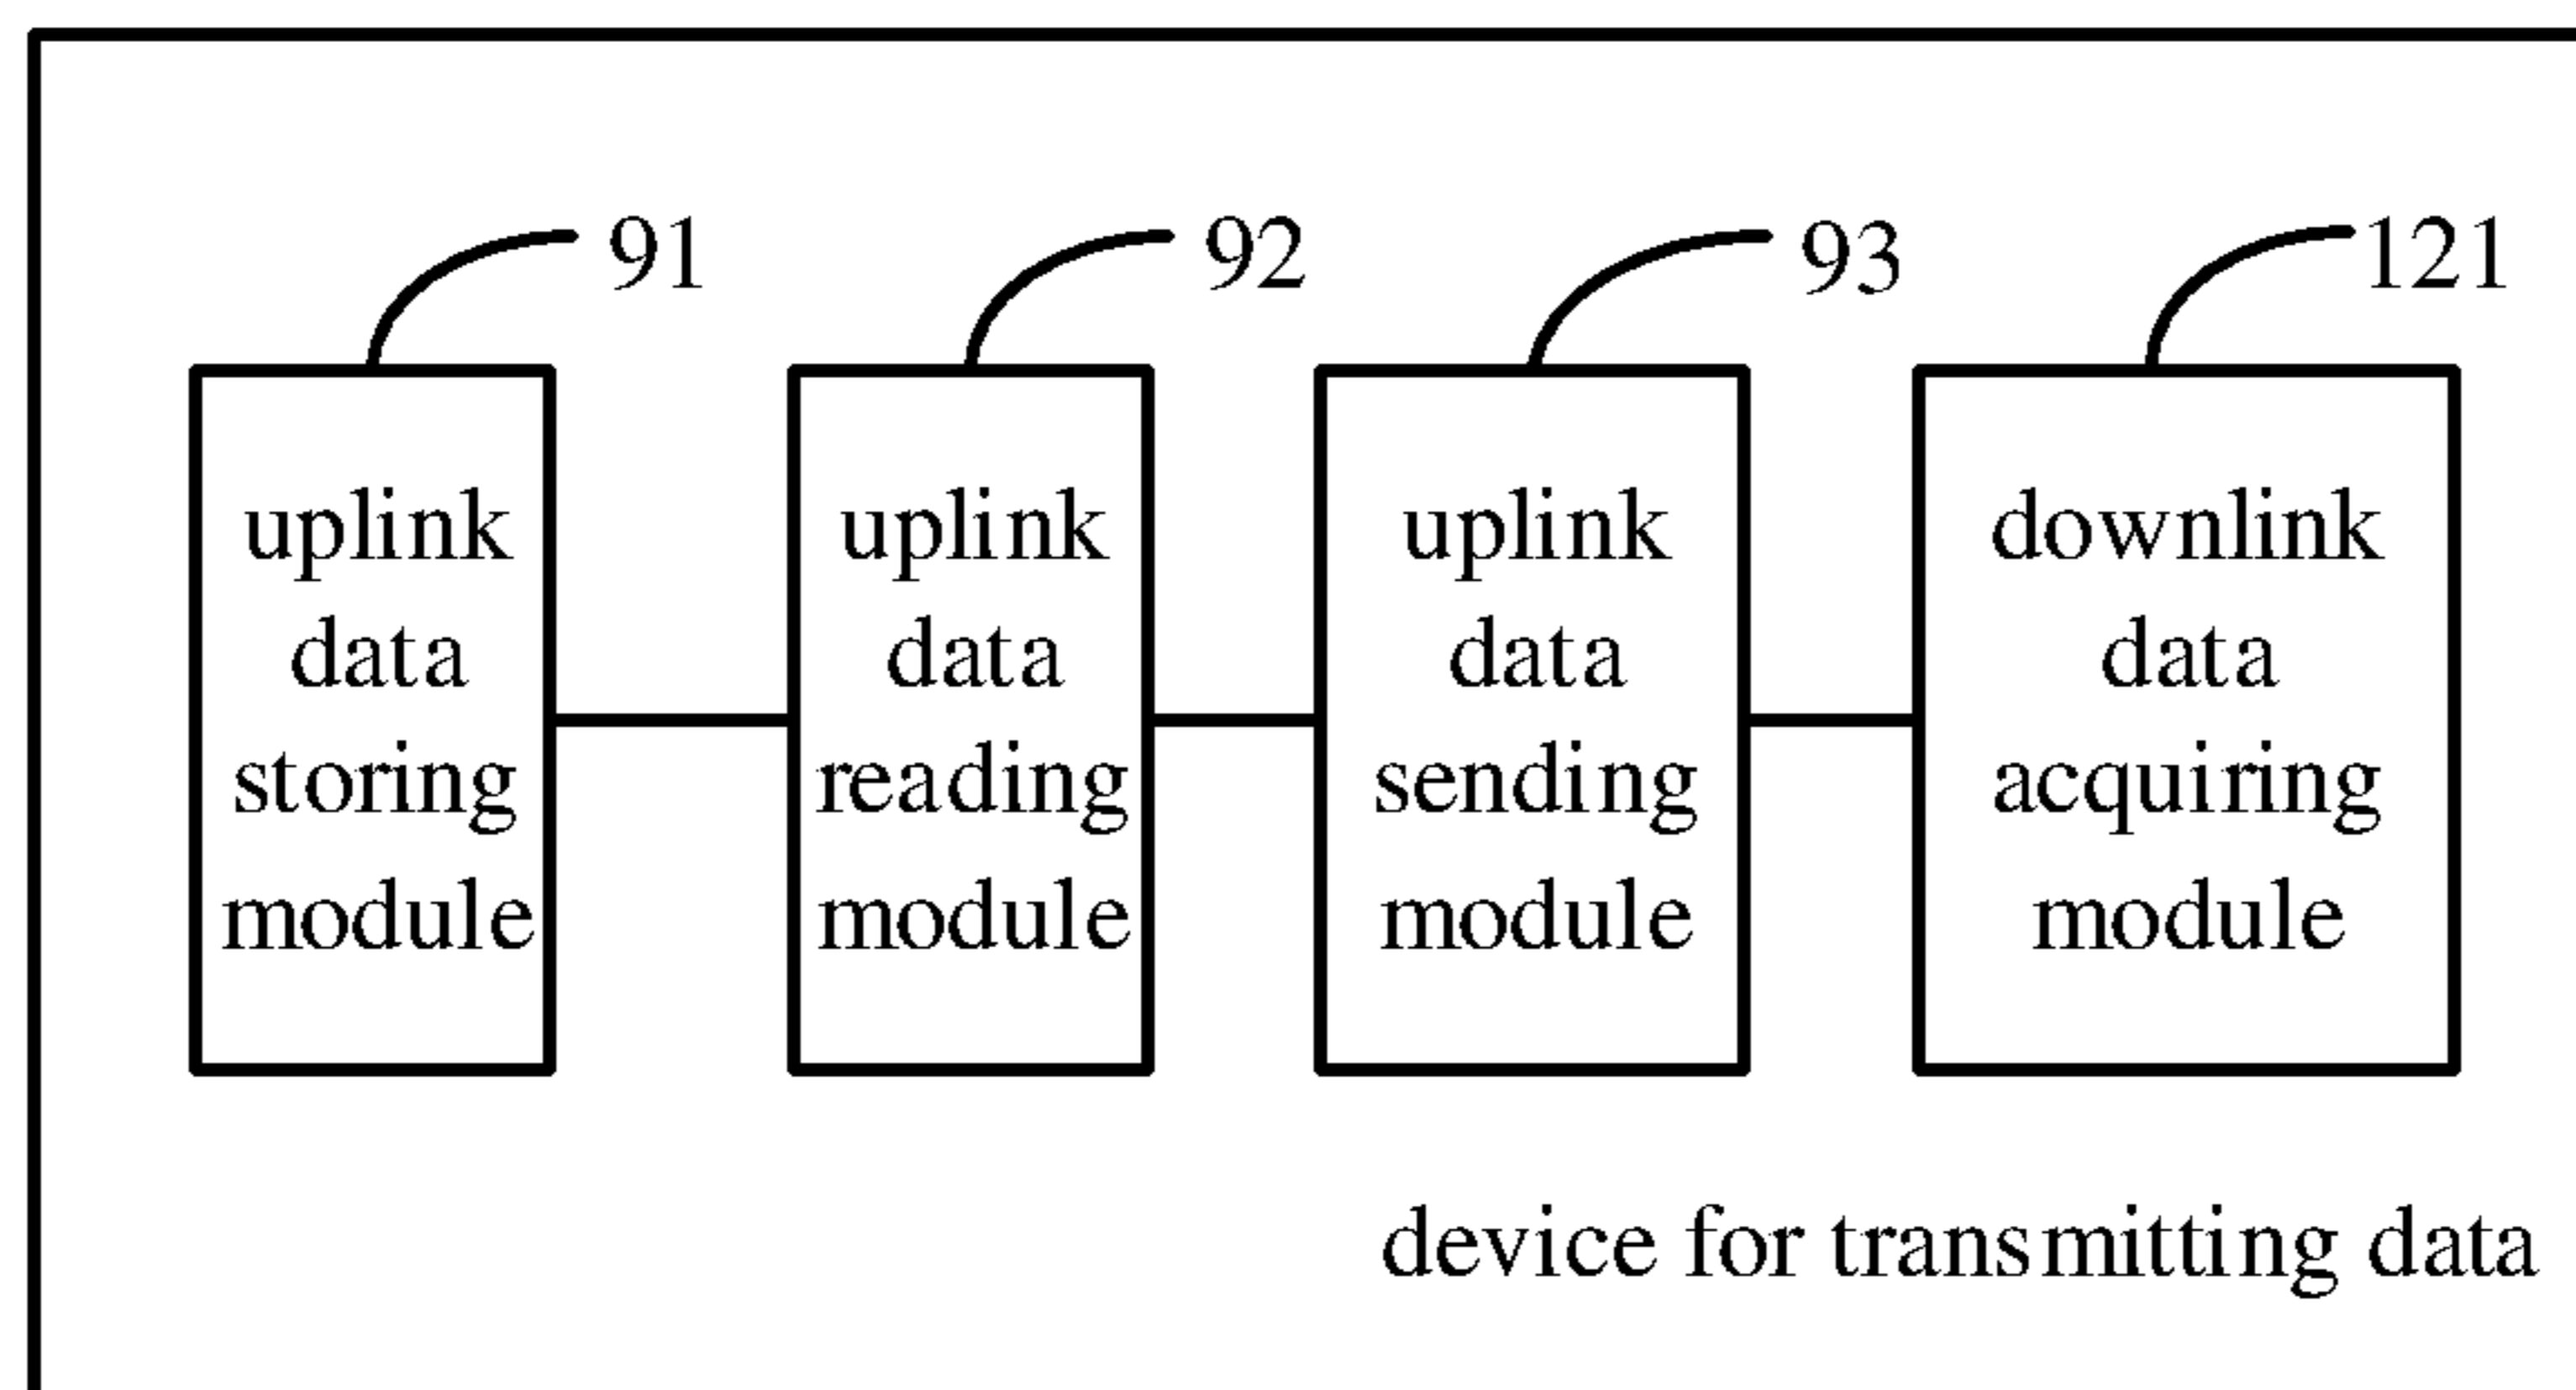 91
92
93
121
uplink
data
storing
module
uplink
data
reading
module
uplink
data
sending
module
downlink
data
acquiring
module
device for transmitting data